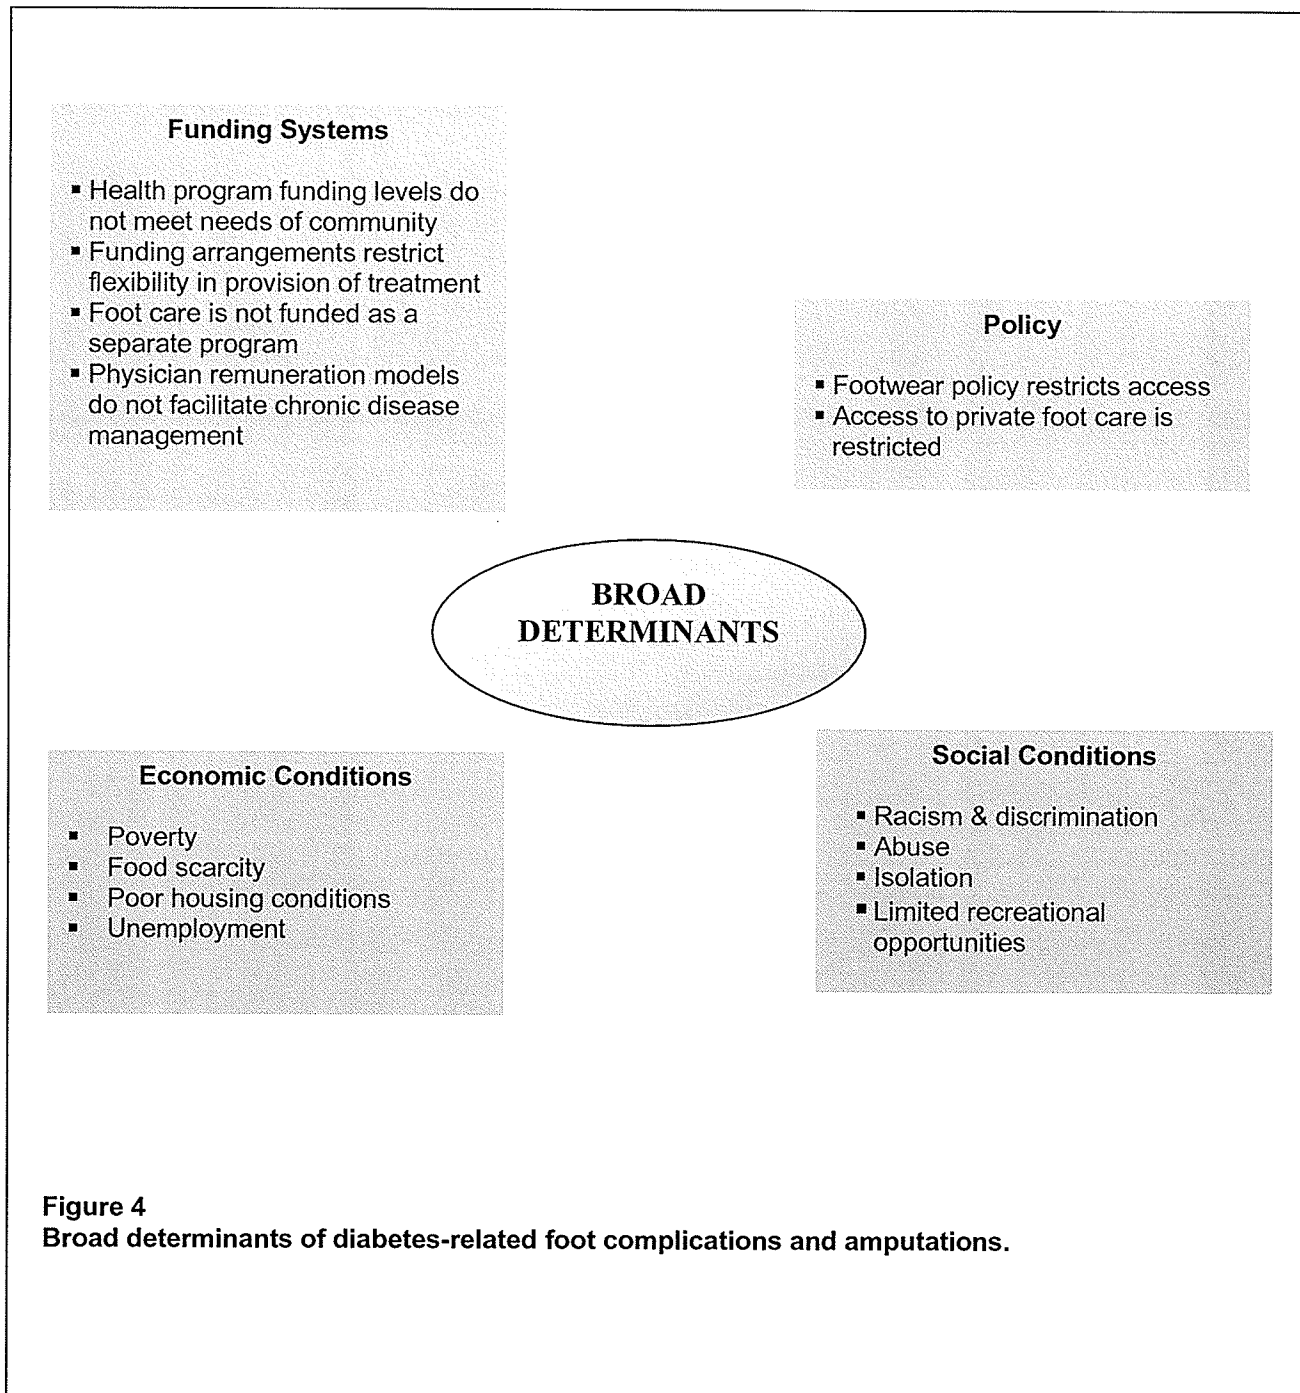 Funding Systems
▪ Health program funding levels do
not meet needs of community
▪ Funding arrangements restrict
flexibility in provision of treatment
▪ Foot care is not funded as a
separate program
▪ Physician remuneration models
do not facilitate chronic disease
management
Policy
▪ Footwear policy restricts access
▪ Access to private foot care is
restricted
BROAD
DETERMINANTS
Economic Conditions
▪ Poverty
▪ Food scarcity
▪ Poor housing conditions
▪ Unemployment
Social Conditions
▪ Racism & discrimination
▪ Abuse
▪ Isolation
▪ Limited recreational
opportunities
Figure 4
Broad determinants of diabetes-related foot complications and amputations.